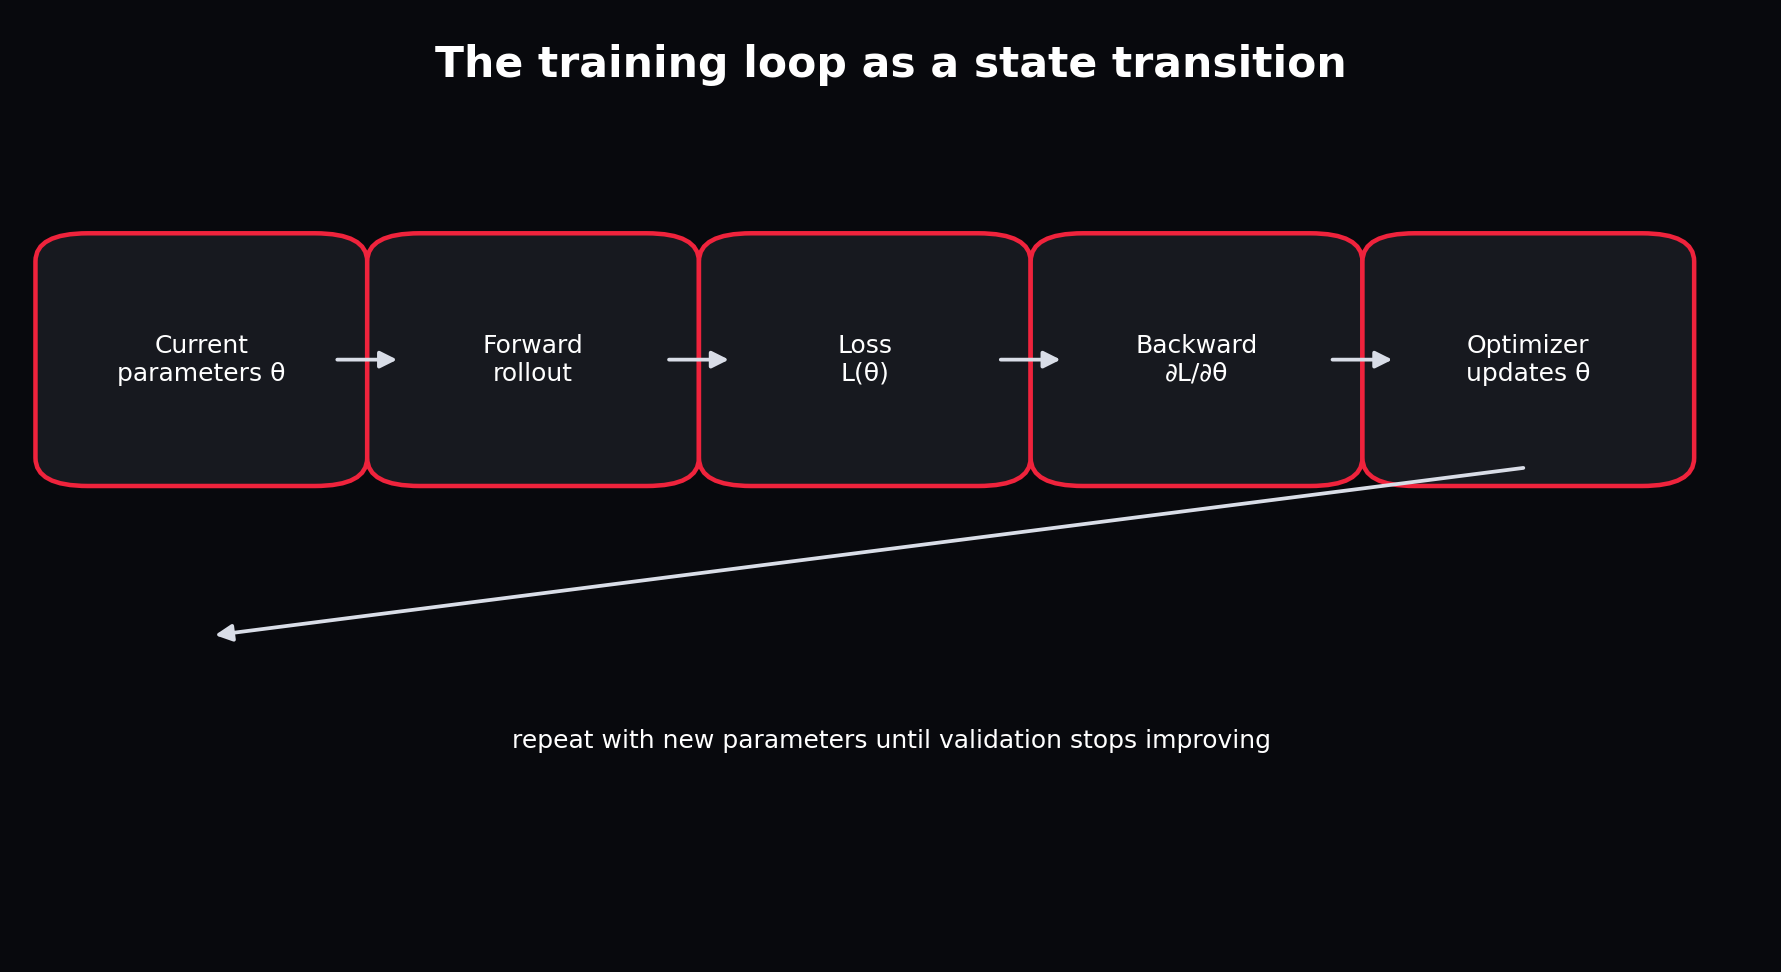 The training loop as a state transition
Current
parameters θ
Forward
rollout
Loss
L(θ)
Backward
∂L/∂θ
Optimizer
updates θ
repeat with new parameters until validation stops improving